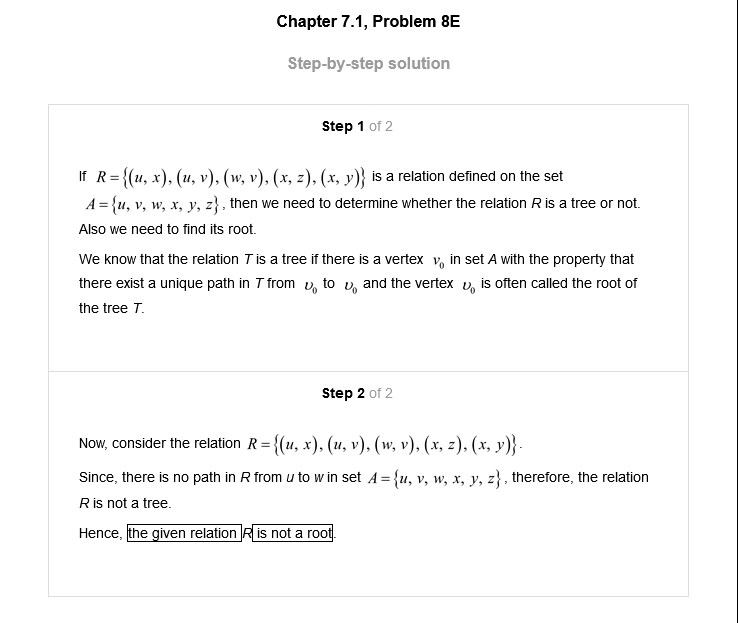 Chapter 7.1, Problem 8E
Step-by-step solution
Step 1 of 2
If R = {(u, x), (u, v), (w, v), (x, z), (x, y)} is a relation defined on the set
A = {u, v, w, x, y, z}, then we need to determine whether the relation R is a tree or not.
Also we need to find its root.
We know that the relation T is a tree if there is a vertex v₀ in set A with the property that
there exist a unique path in T from υ₀ to υ₀ and the vertex υ₀ is often called the root of
the tree T.
Step 2 of 2
Now, consider the relation R = {(u, x), (u, v), (w, v), (x, z), (x, y)}.
Since, there is no path in R from u to w in set A = {u, v, w, x, y, z}, therefore, the relation
R is not a tree.
Hence, the given relation R is not a root.